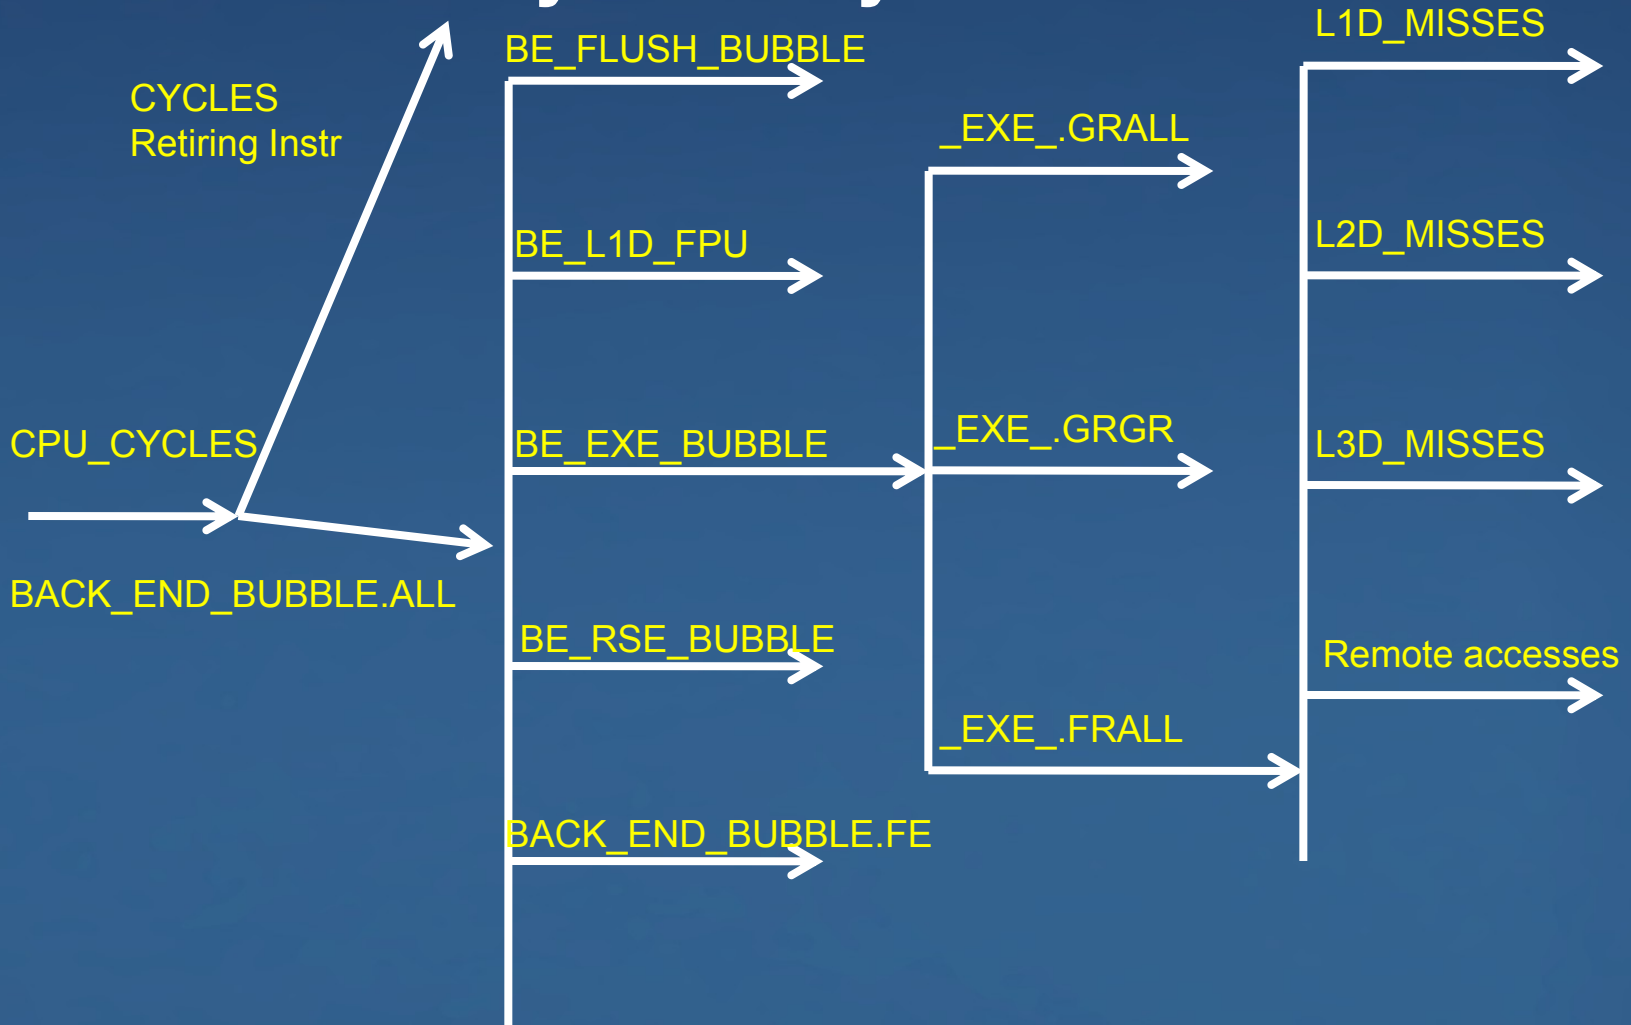 CYCLES
Retiring Instr
CPU_CYCLES
BACK_END_BUBBLE.ALL
BE_FLUSH_BUBBLE
BE_L1D_FPU
BE_EXE_BUBBLE
BE_RSE_BUBBLE
BACK_END_BUBBLE.FE
_EXE_.GRALL
_EXE_.GRGR
_EXE_.FRALL
L1D_MISSES
L2D_MISSES
L3D_MISSES
Remote accesses